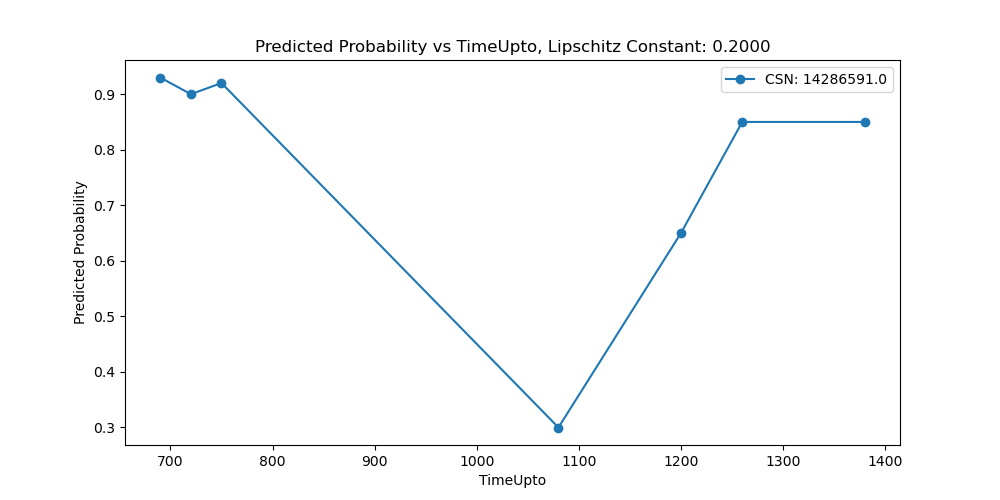 Predicted Probability vs TimeUpto, Lipschitz Constant: 0.2000
CSN: 14286591.0
Predicted Probability
0.9
0.8
0.7
0.6
0.5
0.4
0.3
700 800 900 1000 1100 1200 1300 1400
TimeUpto